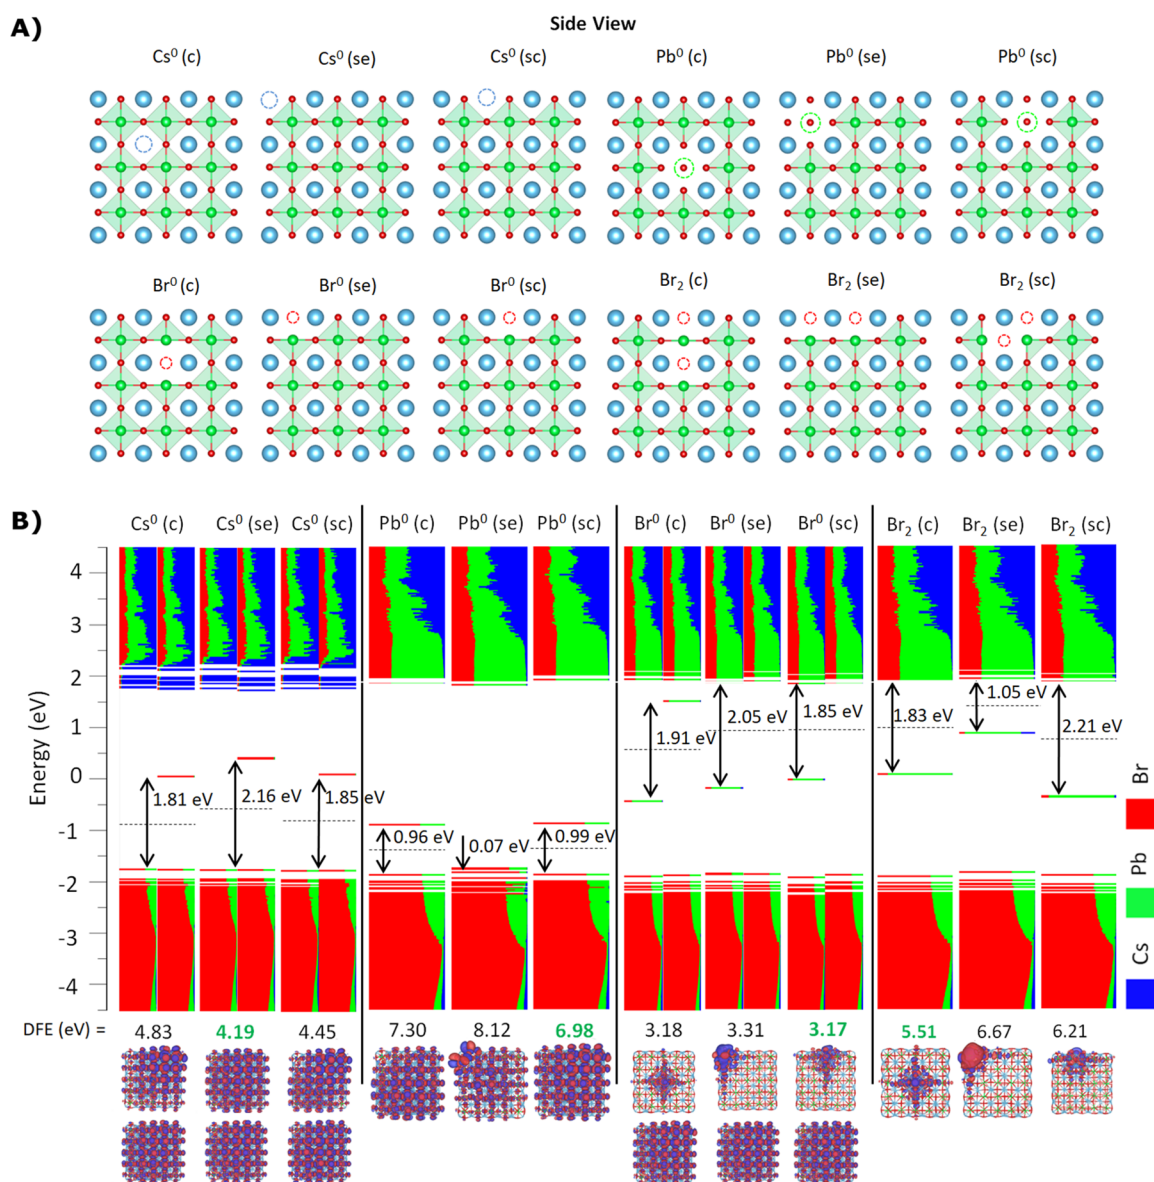 A)
Side View
Cs⁰ (c) Cs⁰ (se) Cs⁰ (sc) Pb⁰ (c) Pb⁰ (se) Pb⁰ (sc)
Br⁰ (c) Br⁰ (se) Br⁰ (sc) Br₂ (c) Br₂ (se) Br₂ (sc)
B)
Cs⁰ (c) Cs⁰ (se) Cs⁰ (sc) Pb⁰ (c) Pb⁰ (se) Pb⁰ (sc) Br⁰ (c) Br⁰ (se) Br⁰ (sc) Br₂ (c) Br₂ (se) Br₂ (sc)
Energy (eV)
4
3
2
1
0
-1
-2
-3
-4
1.81 eV 2.16 eV 1.85 eV 0.96 eV 0.07 eV 0.99 eV 1.91 eV 2.05 eV 1.85 eV 1.83 eV 1.05 eV 2.21 eV
Br
Pb
Cs
DFE (eV) = 4.83 4.19 4.45 7.30 8.12 6.98 3.18 3.31 3.17 5.51 6.67 6.21